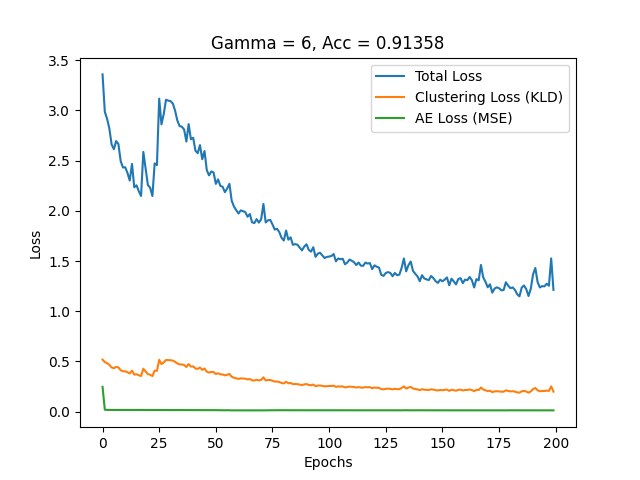 Gamma = 6, Acc = 0.91358
Total Loss
Clustering Loss (KLD)
AE Loss (MSE)
Loss
3.5
3.0
2.5
2.0
1.5
1.0
0.5
0.0
0 25 50 75 100 125 150 175 200
Epochs